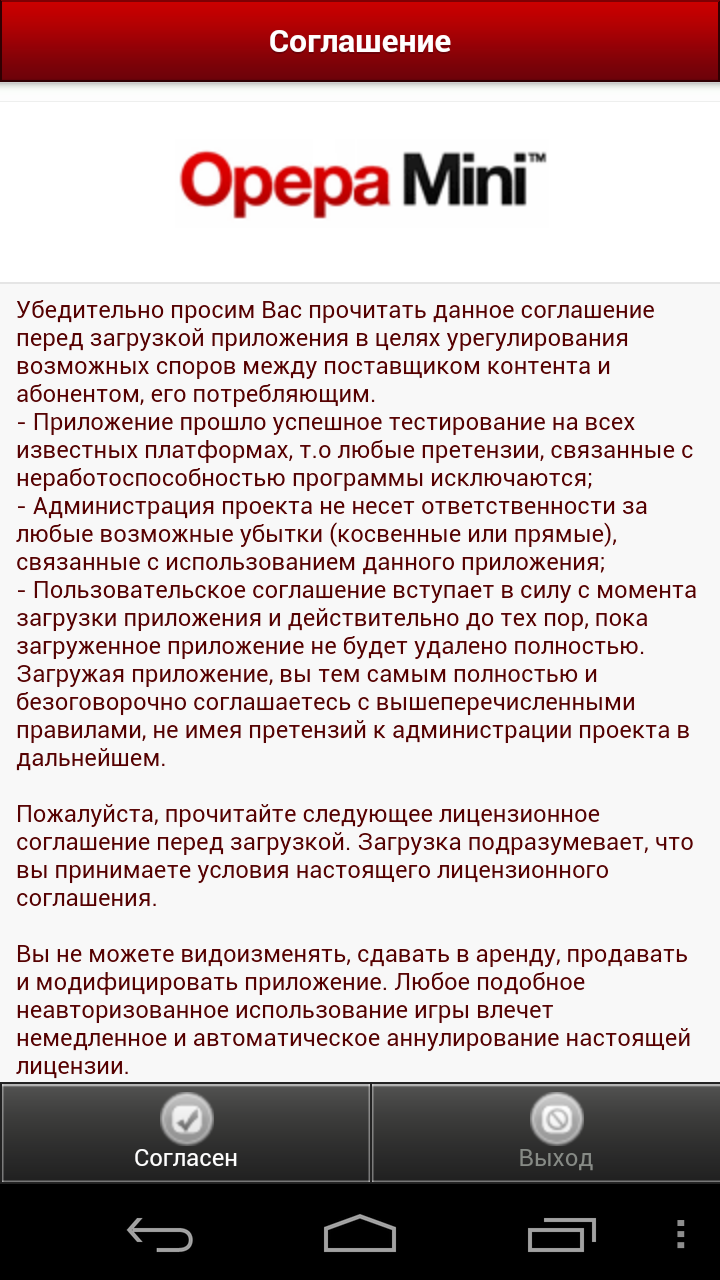 Соглашение
Opera Mini™
Убедительно просим Вас прочитать данное соглашение
перед загрузкой приложения в целях урегулирования
возможных споров между поставщиком контента и
абонентом, его потребляющим.
- Приложение прошло успешное тестирование на всех
известных платформах, т.о любые претензии, связанные с
неработоспособностью программы исключаются;
- Администрация проекта не несет ответственности за
любые возможные убытки (косвенные или прямые),
связанные с использованием данного приложения;
- Пользовательское соглашение вступает в силу с момента
загрузки приложения и действительно до тех пор, пока
загруженное приложение не будет удалено полностью.
Загружая приложение, вы тем самым полностью и
безоговорочно соглашаетесь с вышеперечисленными
правилами, не имея претензий к администрации проекта в
дальнейшем.
Пожалуйста, прочитайте следующее лицензионное
соглашение перед загрузкой. Загрузка подразумевает, что
вы принимаете условия настоящего лицензионного
соглашения.
Вы не можете видоизменять, сдавать в аренду, продавать
и модифицировать приложение. Любое подобное
неавторизованное использование игры влечет
немедленное и автоматическое аннулирование настоящей
лицензии.
Согласен
Выход